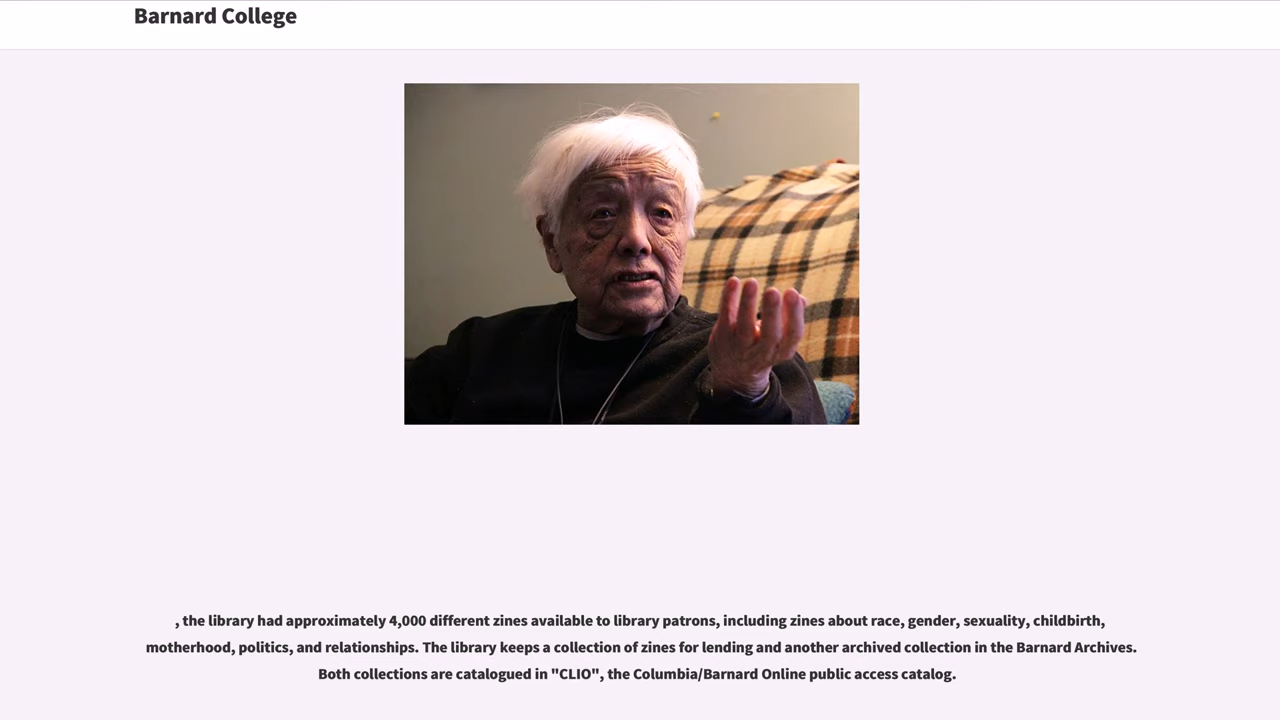 Barnard College
, the library had approximately 4,000 different zines available to library patrons, including zines about race, gender, sexuality, childbirth,
motherhood, politics, and relationships. The library keeps a collection of zines for lending and another archived collection in the Barnard Archives.
Both collections are catalogued in "CLIO", the Columbia/Barnard Online public access catalog.